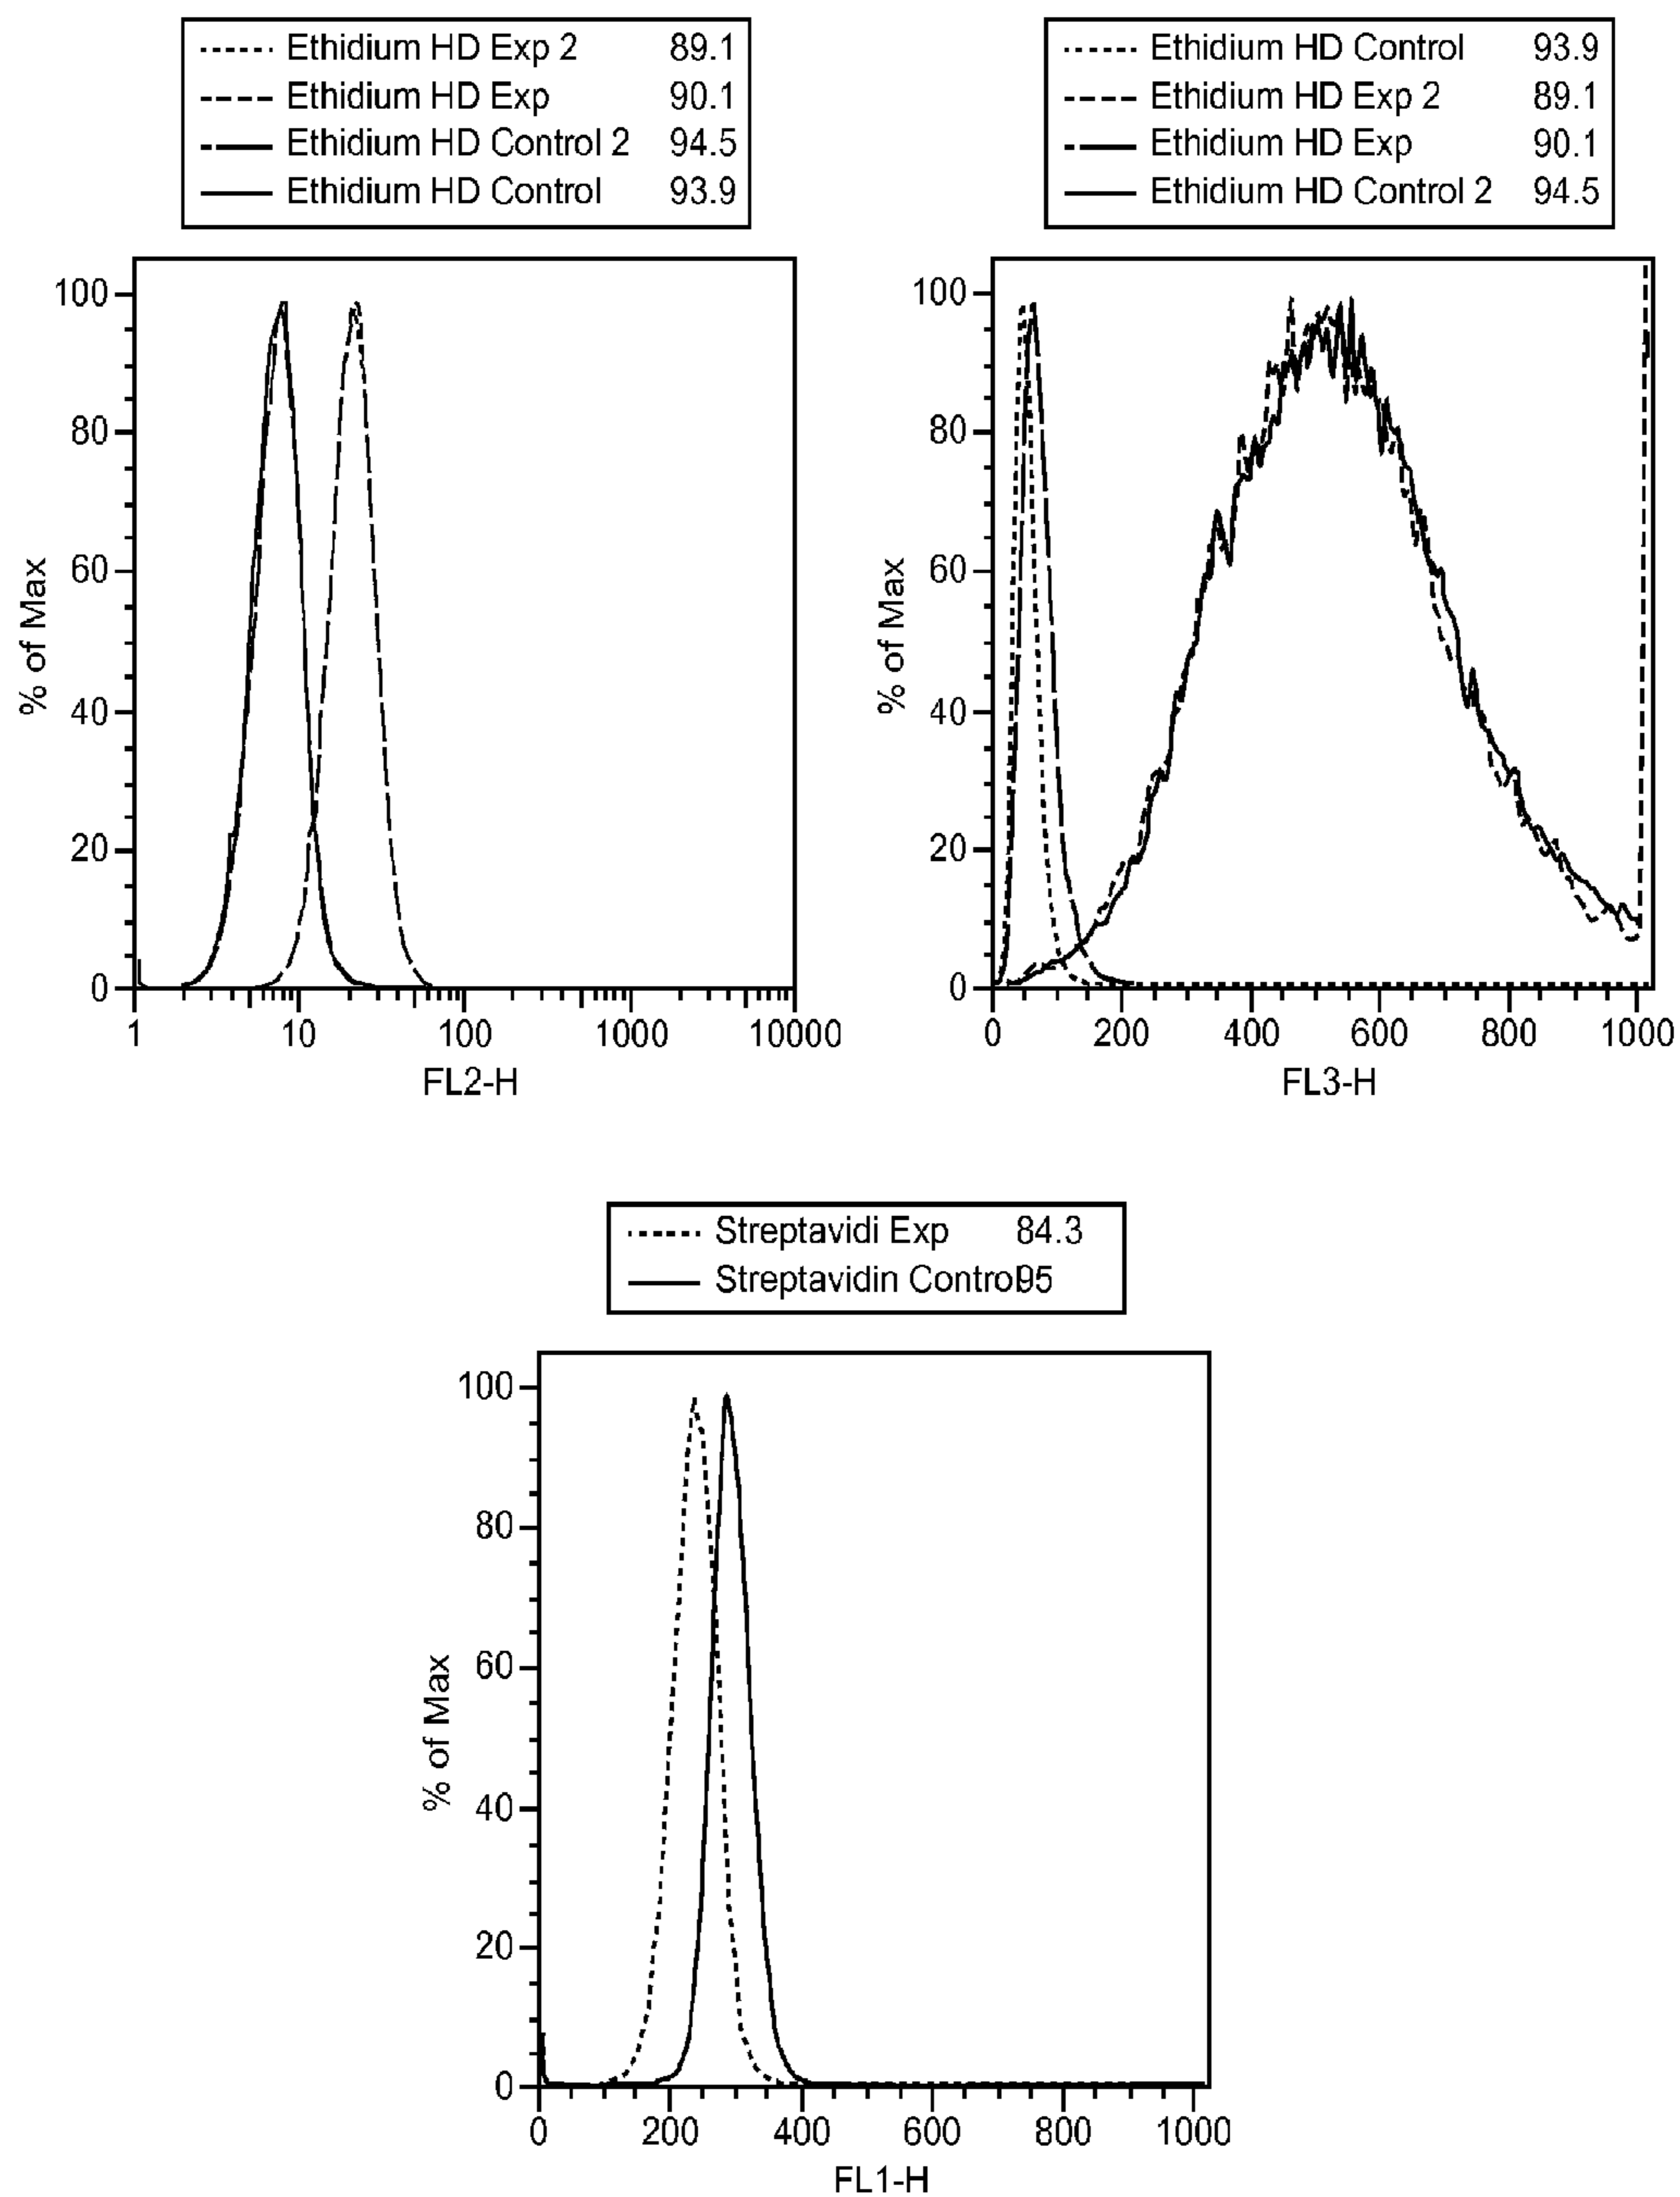 Ethidium HD Exp 2 89.1
Ethidium HD Exp 90.1
Ethidium HD Control 2 94.5
Ethidium HD Control 93.9
100
80
60
40
20
0
% of Max
1 10 100 1000 10000
FL2-H
Ethidium HD Control 93.9
Ethidium HD Exp 2 89.1
Ethidium HD Exp 90.1
Ethidium HD Control 2 94.5
100
80
60
40
20
0
% of Max
0 200 400 600 800 1000
FL3-H
Streptavidi Exp 84.3
Streptavidin Control 95
100
80
60
40
20
0
% of Max
0 200 400 600 800 1000
FL1-H